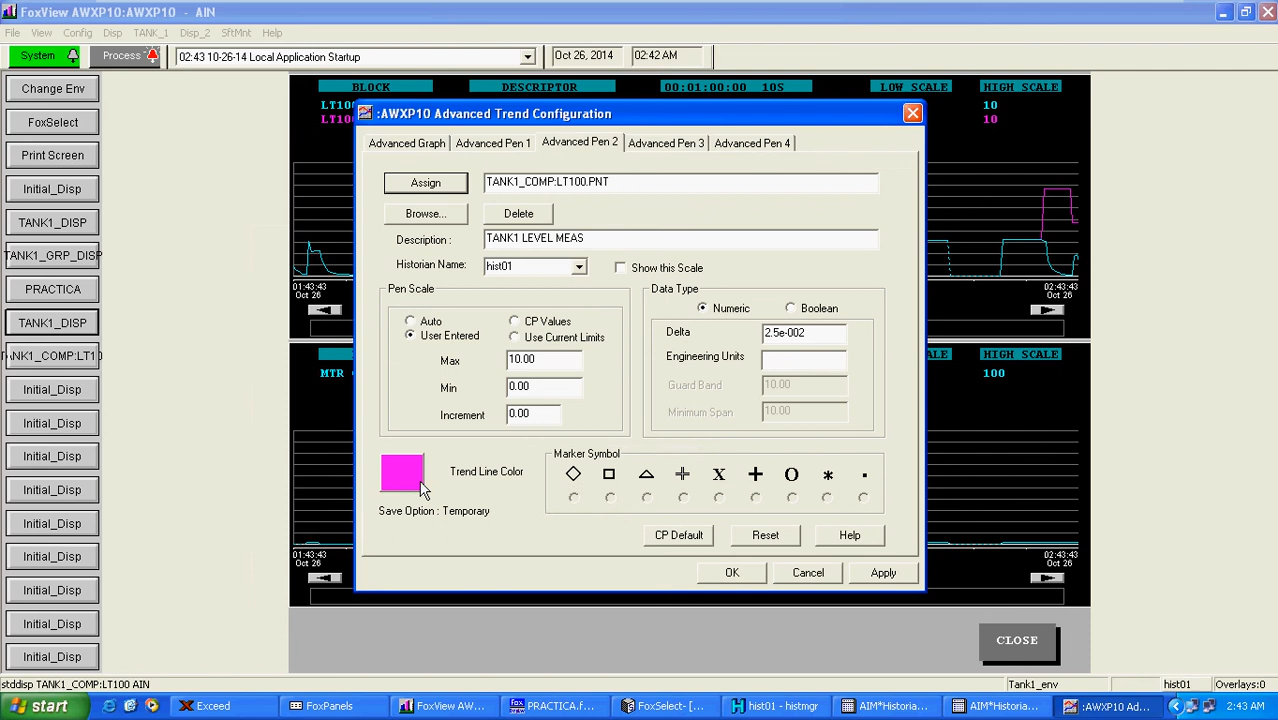 FoxView AWXP10:AWXP10 - AIN
File View Config Disp TANK_1 Disp_2 SftMnt Help
System Process 02:43 10-26-14 Local Application Startup Oct 26, 2014 02:42 AM
Change Env
FoxSelect
Print Screen
Initial_Disp
TANK1_DISP
TANK1_GRP_DISP
PRACTICA
TANK1_DISP
Initial_Disp
Initial_Disp
Initial_Disp
Initial_Disp
Initial_Disp
Initial_Disp
Initial_Disp
Initial_Disp
Initial_Disp
BLOCK DESCRIPTOR 00:01:00:00 10S LOW SCALE HIGH SCALE
LT100 10
LT100 10
:AWXP10 Advanced Trend Configuration
Advanced Graph Advanced Pen 1 Advanced Pen 2 Advanced Pen 3 Advanced Pen 4
Assign TANK1_COMP:LT100.PNT
Browse... Delete
Description : TANK1 LEVEL MEAS
Historian Name: hist01 Show this Scale
Pen Scale Data Type
Auto CP Values Numeric Boolean
User Entered Use Current Limits
Max 10.00 Delta 2.5e-002
Min 0.00 Engineering Units
Increment 0.00 Guard Band 10.00
Minimum Span 10.00
Trend Line Color Marker Symbol
X O *
Save Option : Temporary
CP Default Reset Help
OK Cancel Apply
01:43:43 02:43:43
Oct 26 Oct 26
HIGH SCALE
MTR 100
01:43:43 02:43:43
Oct 26 Oct 26
CLOSE
stddisp TANK1_COMP:LT100 AIN Tank1_env hist01 Overlays:0
start Exceed FoxPanels FoxView AW... PRACTICA.f... FoxSelect- [... hist01 - histmgr AIM*Historia... AIM*Historia... :AWXP10 Ad... 2:43 AM